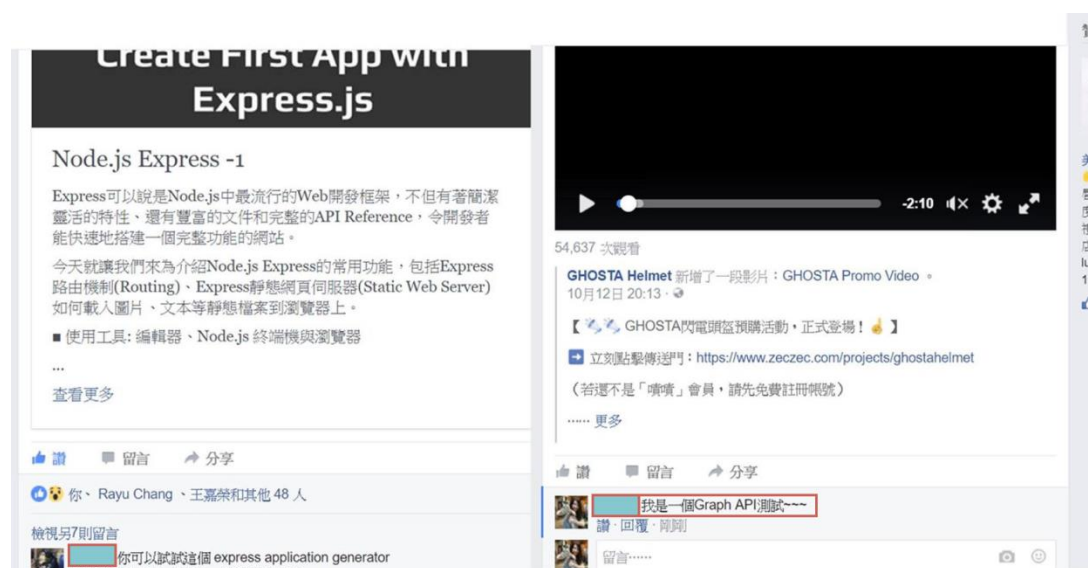 Create First App with
Express.js
Node.js Express -1
Express可以說是Node.js中最流行的Web開發框架，不但有著簡潔
靈活的特性、還有豐富的文件和完整的API Reference，令開發者
能快速地搭建一個完整功能的網站。
今天就讓我們來為介紹Node.js Express的常用功能，包括Express
路由機制(Routing)、Express靜態網頁伺服器(Static Web Server)
如何載入圖片、文本等靜態檔案到瀏覽器上。
■ 使用工具: 編輯器、Node.js 終端機與瀏覽器
...
查看更多
讚 留言 分享
你、 Rayu Chang 、王嘉榮和其他 48 人
檢視另7則留言
你可以試試這個 express application generator
-2:10
54,637 次觀看
GHOSTA Helmet 新增了一段影片：GHOSTA Promo Video 。
10月12日 20:13 ·
【 GHOSTA閃電頭盔預購活動，正式登場！ 】
立刻點擊傳送門：https://www.zeczec.com/projects/ghostahelmet
（若還不是「嘖嘖」會員，請先免費註冊帳號）
…… 更多
讚 留言 分享
我是一個Graph API測試~~~
讚 · 回覆 · 剛剛
留言……